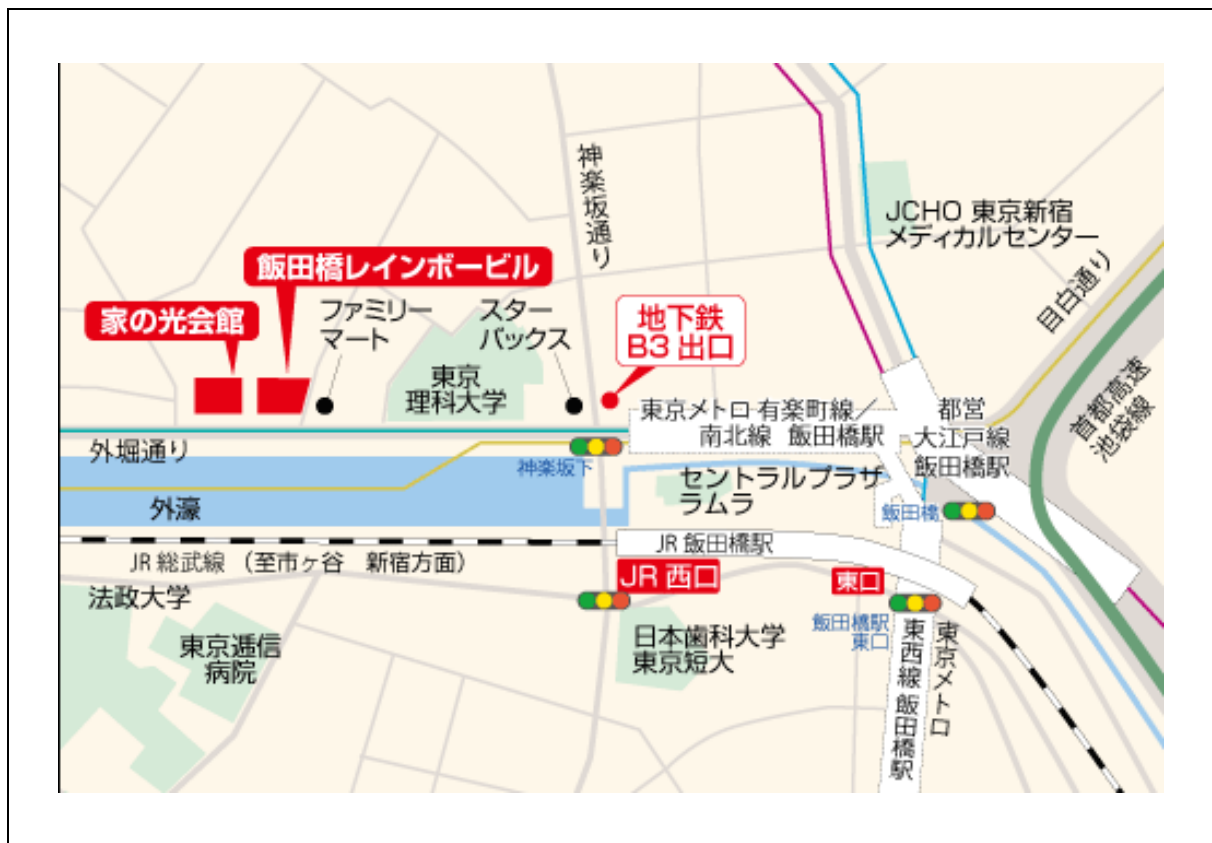 神楽坂通り
JCHO 東京新宿
メディカルセンター
目白通り
首都高速
池袋線
飯田橋レインボービル
家の光会館
ファミリー
マート
スター
バックス
地下鉄
B3 出口
東京
理科大学
東京メトロ 有楽町線／
南北線 飯田橋駅
都営
大江戸線
飯田橋駅
外堀通り
神楽坂下
セントラルプラザ
ラムラ
外濠
飯田橋
JR 総武線 （至市ヶ谷 新宿方面）
JR 飯田橋駅
JR 西口
東口
法政大学
飯田橋駅
東口
日本歯科大学
東京短大
東京逓信
病院
東京メトロ
東西線 飯田橋駅